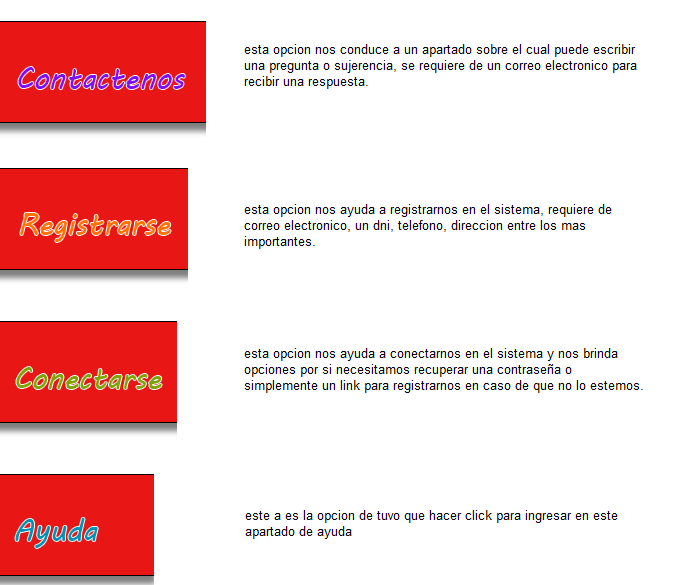 Contactenos
esta opcion nos conduce a un apartado sobre el cual puede escribir
una pregunta o sujerencia, se requiere de un correo electronico para
recibir una respuesta.
Registrarse
esta opcion nos ayuda a registrarnos en el sistema, requiere de
correo electronico, un dni, telefono, direccion entre los mas
importantes.
Conectarse
esta opcion nos ayuda a conectarnos en el sistema y nos brinda
opciones por si necesitamos recuperar una contraseña o
simplemente un link para registrarnos en caso de que no lo estemos.
Ayuda
este a es la opcion de tuvo que hacer click para ingresar en este
apartado de ayuda